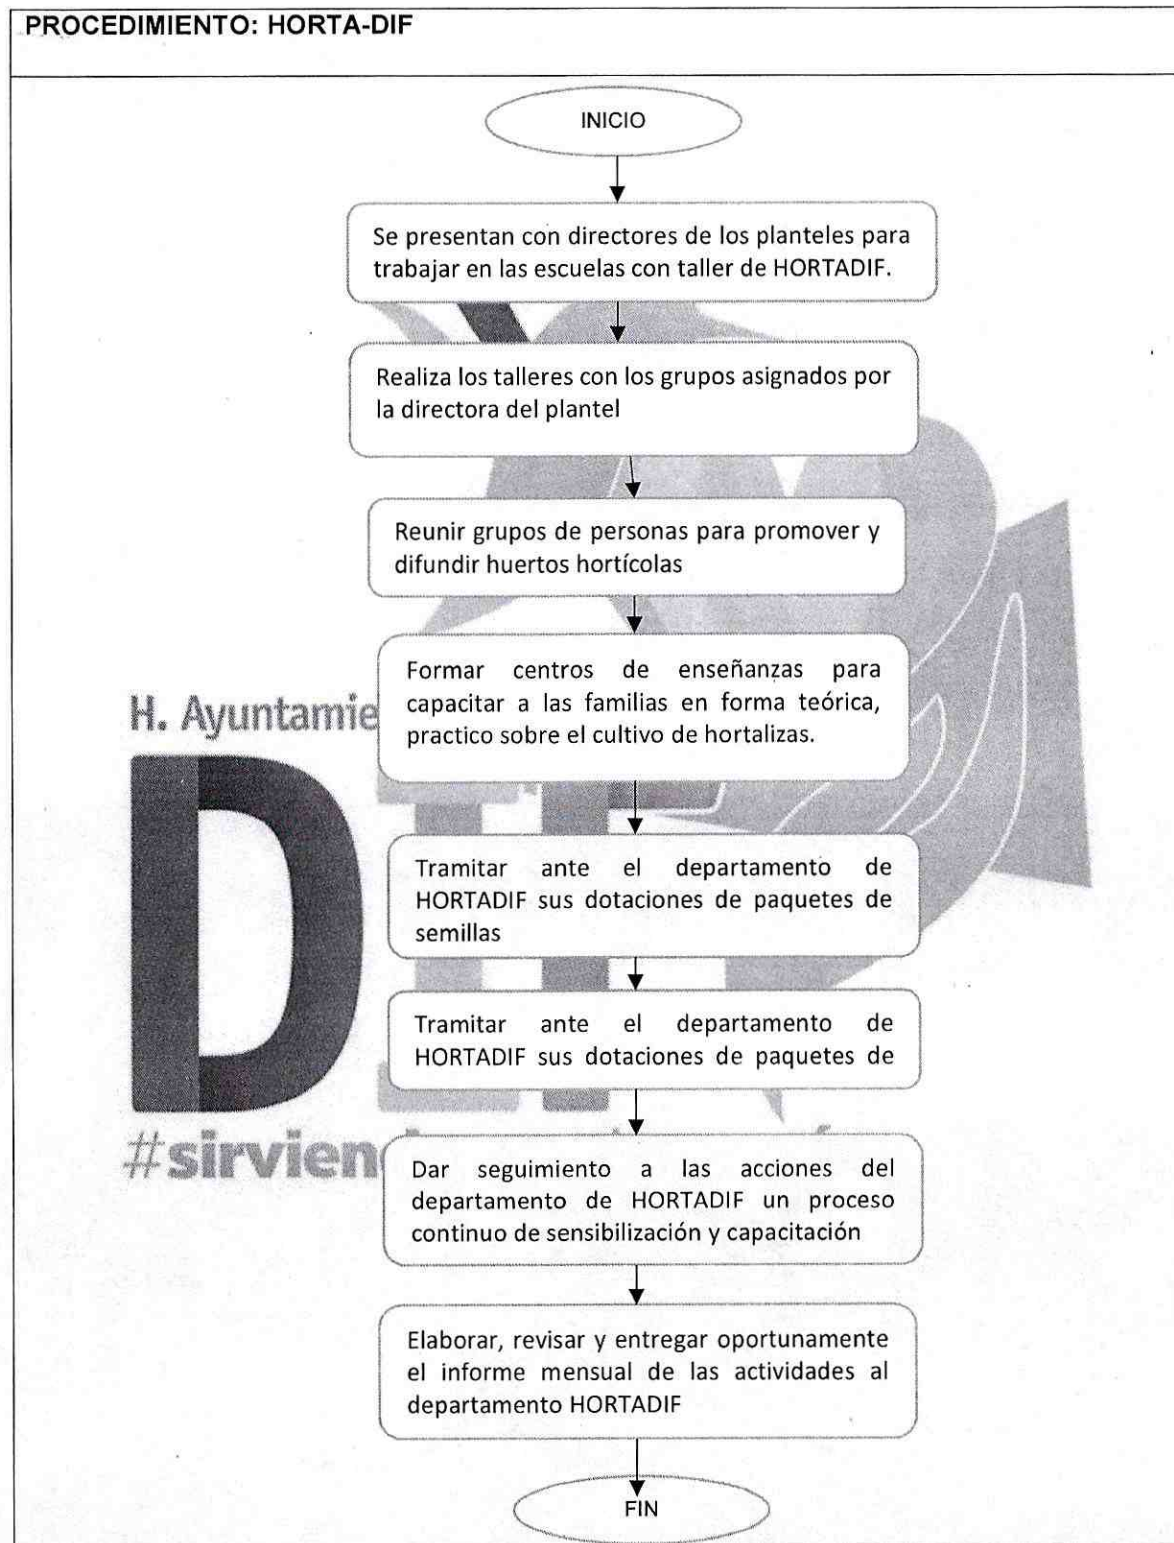 PROCEDIMIENTO: HORTA-DIF
INICIO
Se presentan con directores de los planteles para
trabajar en las escuelas con taller de HORTADIF.
Realiza los talleres con los grupos asignados por
la directora del plantel
Reunir grupos de personas para promover y
difundir huertos hortícolas
Formar centros de enseñanzas para
capacitar a las familias en forma teórica,
practico sobre el cultivo de hortalizas.
H. Ayuntamie
DIF
Tramitar ante el departamento de
HORTADIF sus dotaciones de paquetes de
semillas
Tramitar ante el departamento de
HORTADIF sus dotaciones de paquetes de
#sirvien
Dar seguimiento a las acciones del
departamento de HORTADIF un proceso
continuo de sensibilización y capacitación
Elaborar, revisar y entregar oportunamente
el informe mensual de las actividades al
departamento HORTADIF
FIN